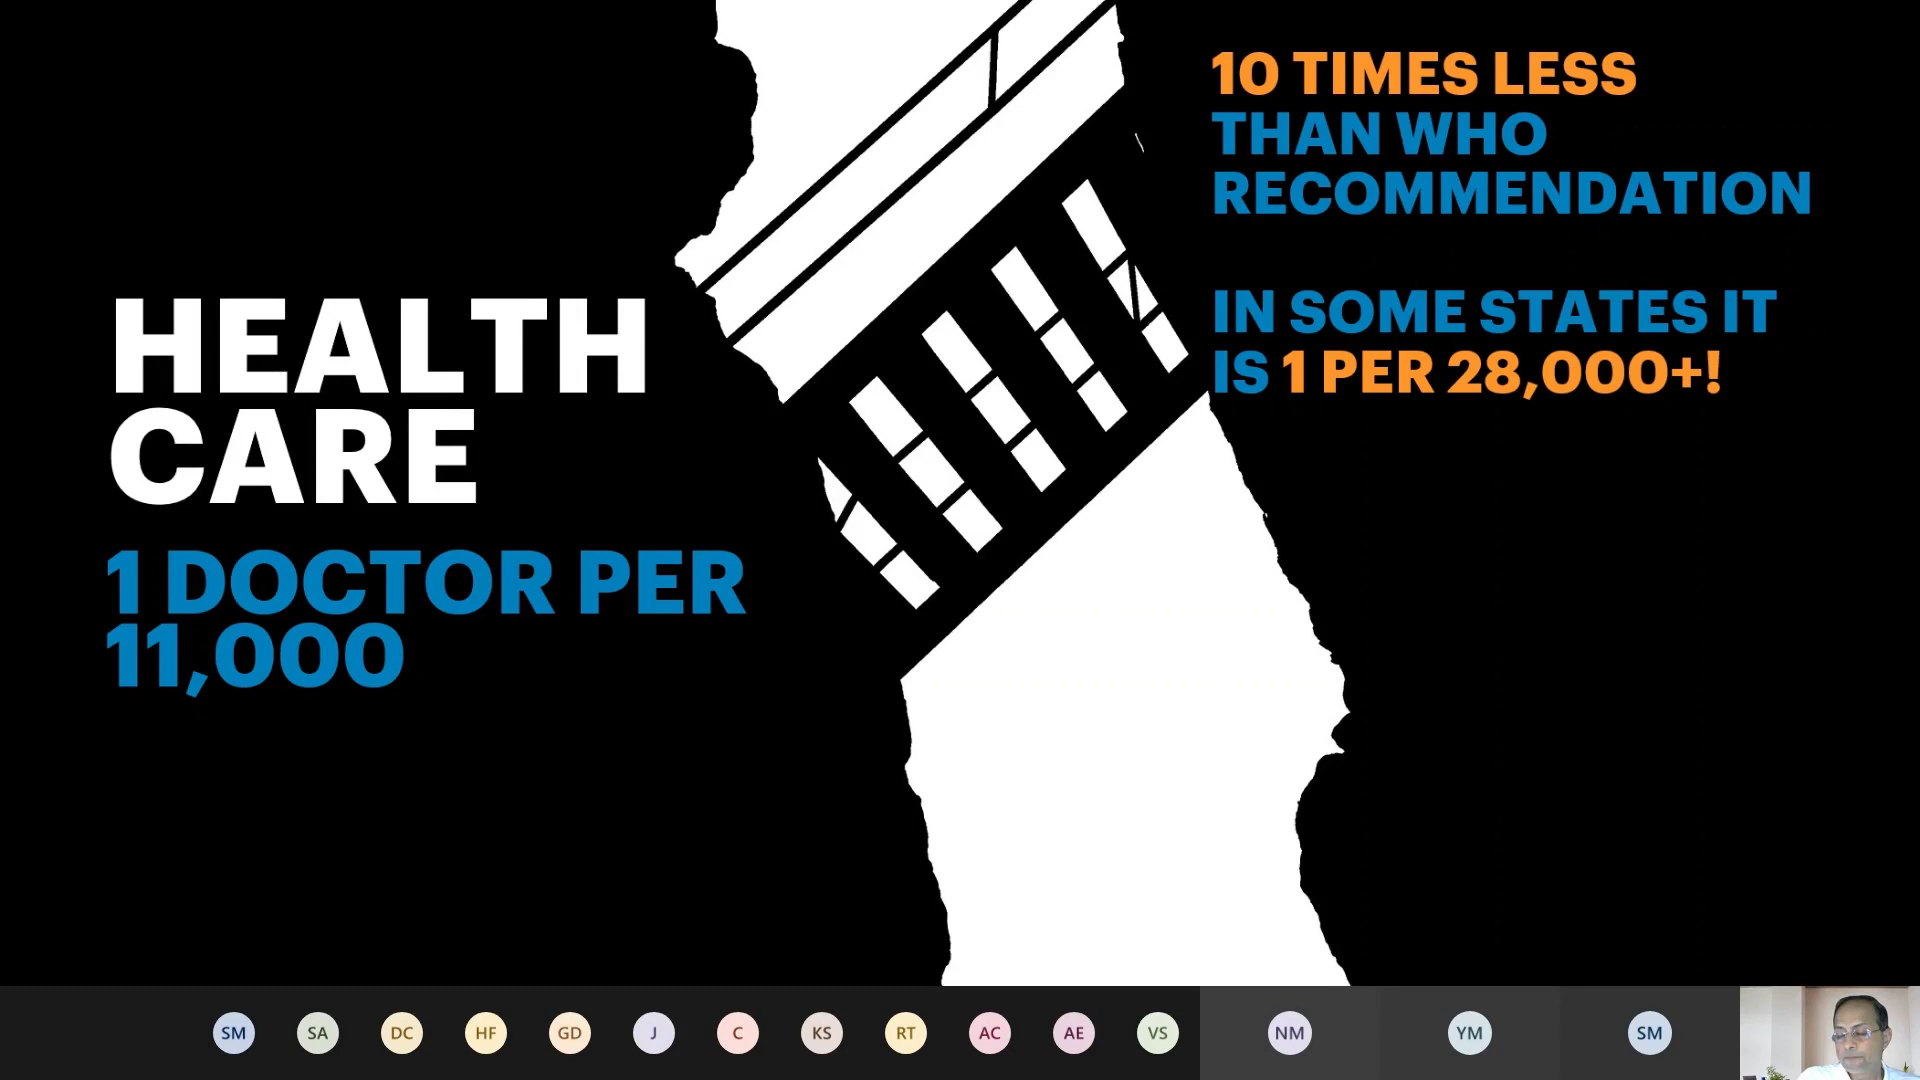 HEALTH
CARE
1 DOCTOR PER
11,000
10 TIMES LESS
THAN WHO
RECOMMENDATION
IN SOME STATES IT
IS 1 PER 28,000+!
SM SA DC HF GD J C KS RT AC AE VS NM YM SM